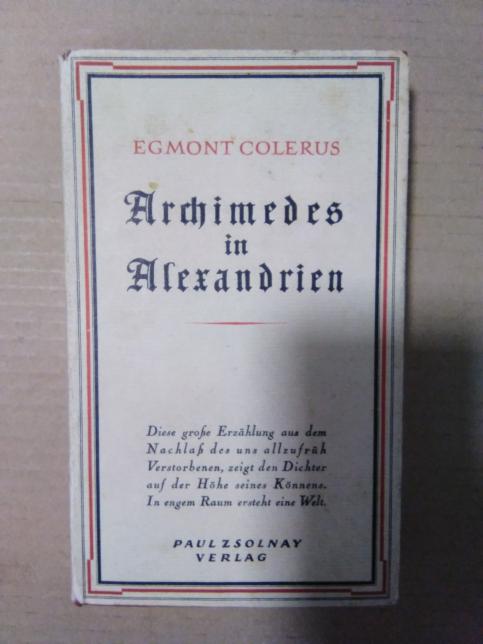 EGMONT COLERUS
Archimedes
in
Alexandrien
Diese große Erzählung aus dem
Nachlaß des uns allzufrüh
Verstorbenen, zeigt den Dichter
auf der Höhe seines Könnens.
In engem Raum ersteht eine Welt.
PAUL ZSOLNAY
VERLAG